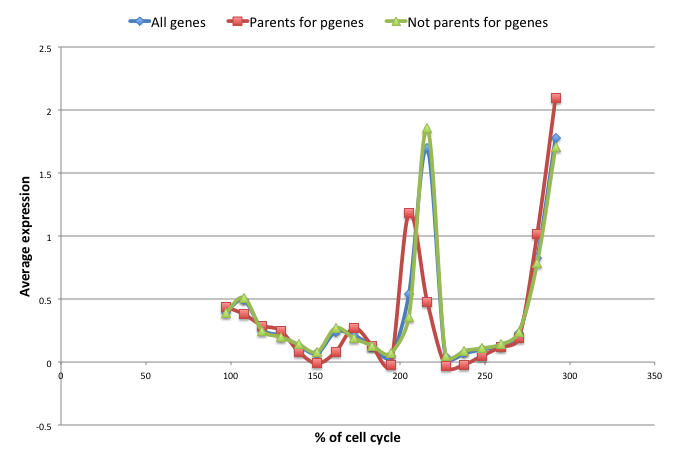 All genes Parents for pgenes Not parents for pgenes
2.5
2
1.5
1
0.5
0
-0.5
0 50 100 150 200 250 300 350
Average expression
% of cell cycle